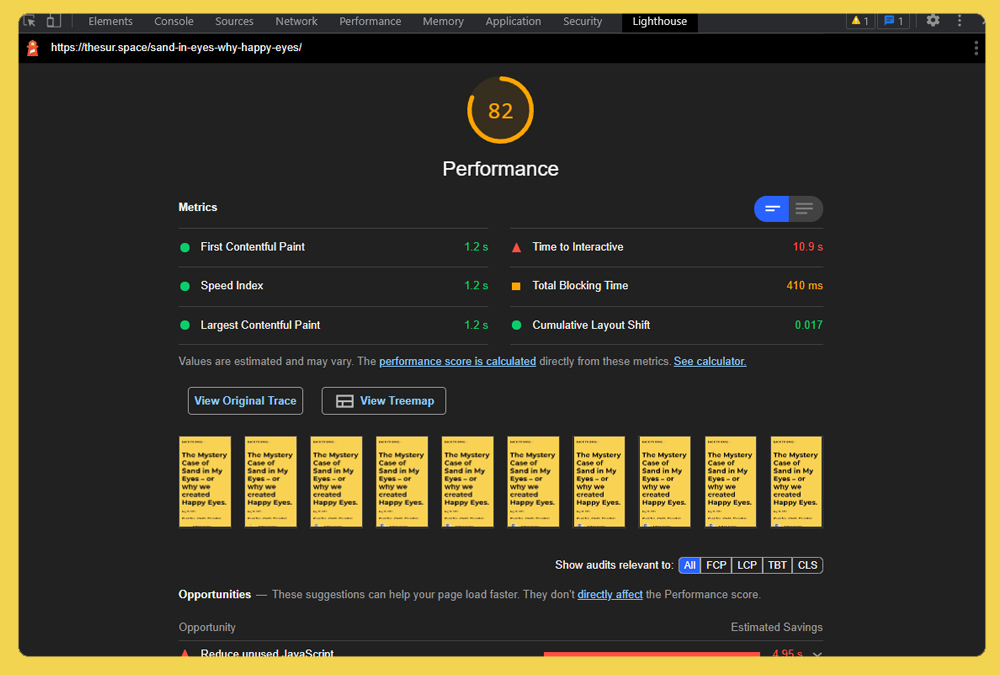 Elements Console Sources Network Performance Memory Application Security Lighthouse 1 1
https://thesur.space/sand-in-eyes-why-happy-eyes/
82
Performance
Metrics
First Contentful Paint 1.2 s Time to Interactive 10.9 s
Speed Index 1.2 s Total Blocking Time 410 ms
Largest Contentful Paint 1.2 s Cumulative Layout Shift 0.017
Values are estimated and may vary. The performance score is calculated directly from these metrics. See calculator.
View Original Trace View Treemap
The Mystery Case of Sand in My Eyes – or why we created Happy Eyes.
The Mystery Case of Sand in My Eyes – or why we created Happy Eyes.
The Mystery Case of Sand in My Eyes – or why we created Happy Eyes.
The Mystery Case of Sand in My Eyes – or why we created Happy Eyes.
The Mystery Case of Sand in My Eyes – or why we created Happy Eyes.
The Mystery Case of Sand in My Eyes – or why we created Happy Eyes.
The Mystery Case of Sand in My Eyes – or why we created Happy Eyes.
The Mystery Case of Sand in My Eyes – or why we created Happy Eyes.
The Mystery Case of Sand in My Eyes – or why we created Happy Eyes.
The Mystery Case of Sand in My Eyes – or why we created Happy Eyes.
Show audits relevant to: All FCP LCP TBT CLS
Opportunities — These suggestions can help your page load faster. They don't directly affect the Performance score.
Opportunity Estimated Savings
Reduce unused JavaScript 4.95 s